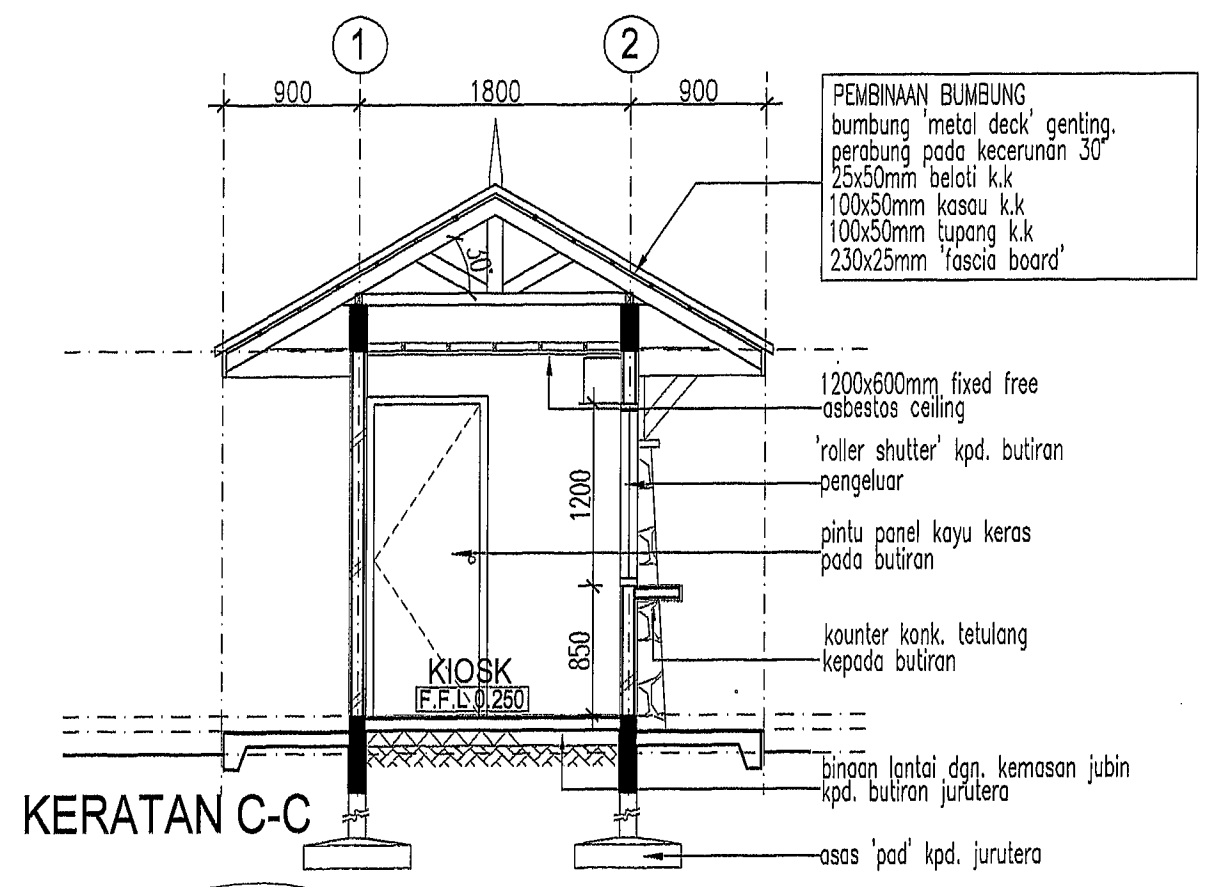 1
2
900
1800
900
PEMBINAAN BUMBUNG
bumbung 'metal deck' genting.
perabung pada kecerunan 30°
25x50mm beloti k.k
100x50mm kasau k.k
100x50mm tupang k.k
230x25mm 'fascia board'
30°
1200x600mm fixed free
asbestos ceiling
'roller shutter' kpd. butiran
pengeluar
1200
pintu panel kayu keras
pada butiran
850
kounter konk. tetulang
kepada butiran
KIOSK
F.F.L 0.250
binaan lantai dgn. kemasan jubin
kpd. butiran jurutera
KERATAN C-C
asas 'pad' kpd. jurutera